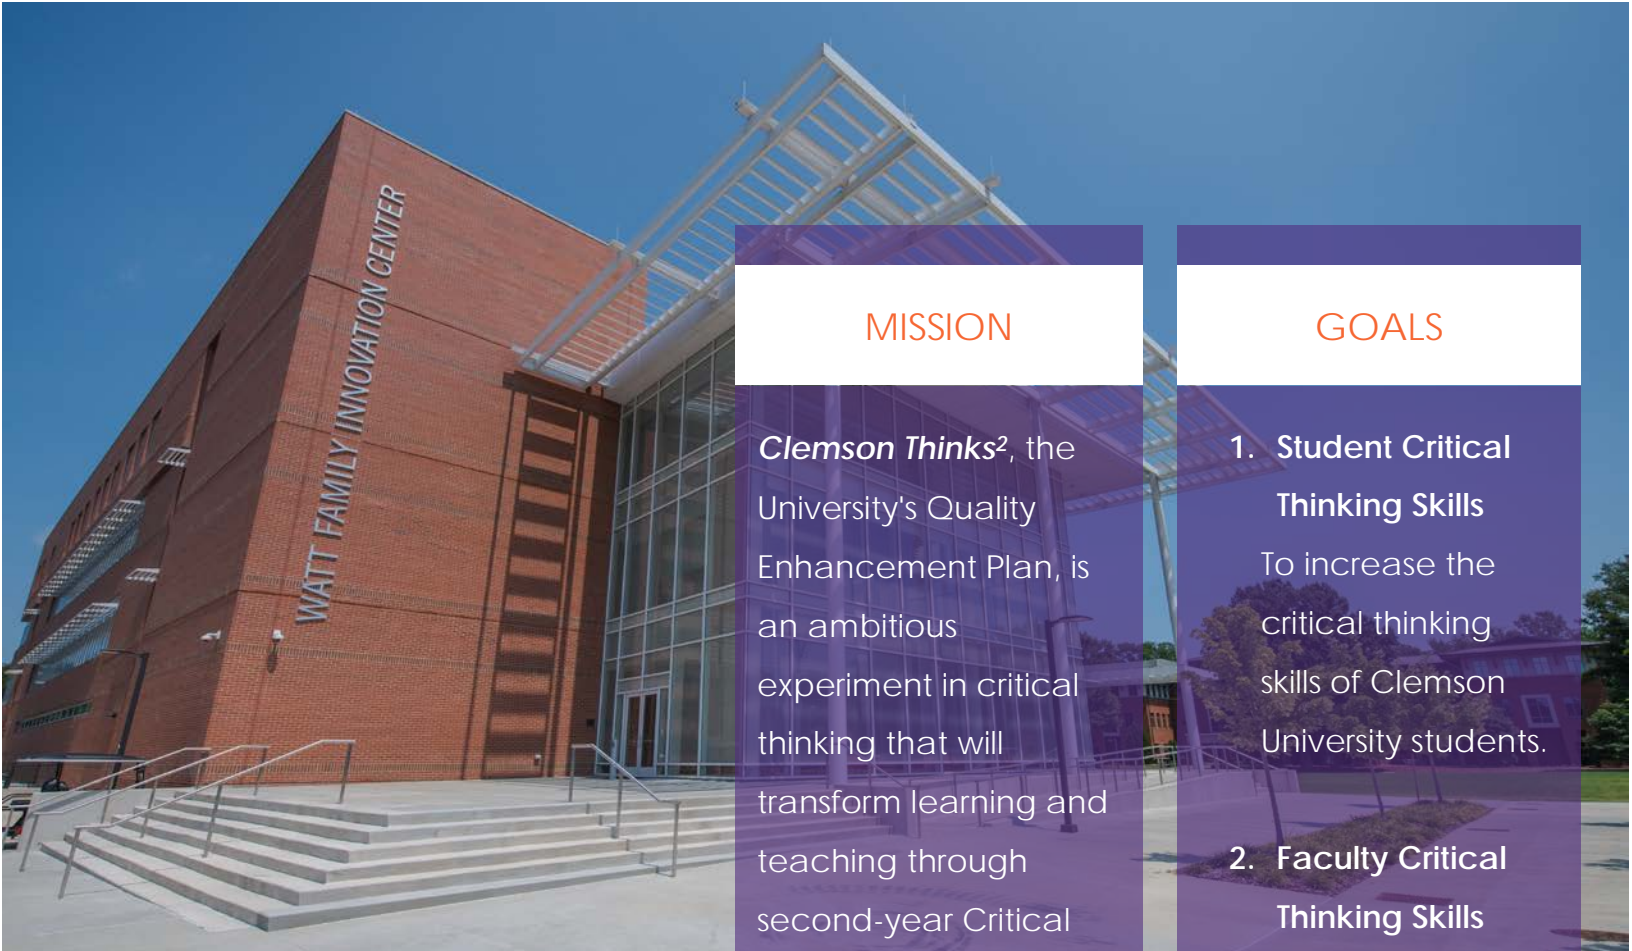 WATT FAMILY INNOVATION CENTER
MISSION
Clemson Thinks², the
University's Quality
Enhancement Plan, is
an ambitious
experiment in critical
thinking that will
transform learning and
teaching through
second-year Critical
GOALS
1. Student Critical
Thinking Skills
To increase the
critical thinking
skills of Clemson
University students.
2. Faculty Critical
Thinking Skills